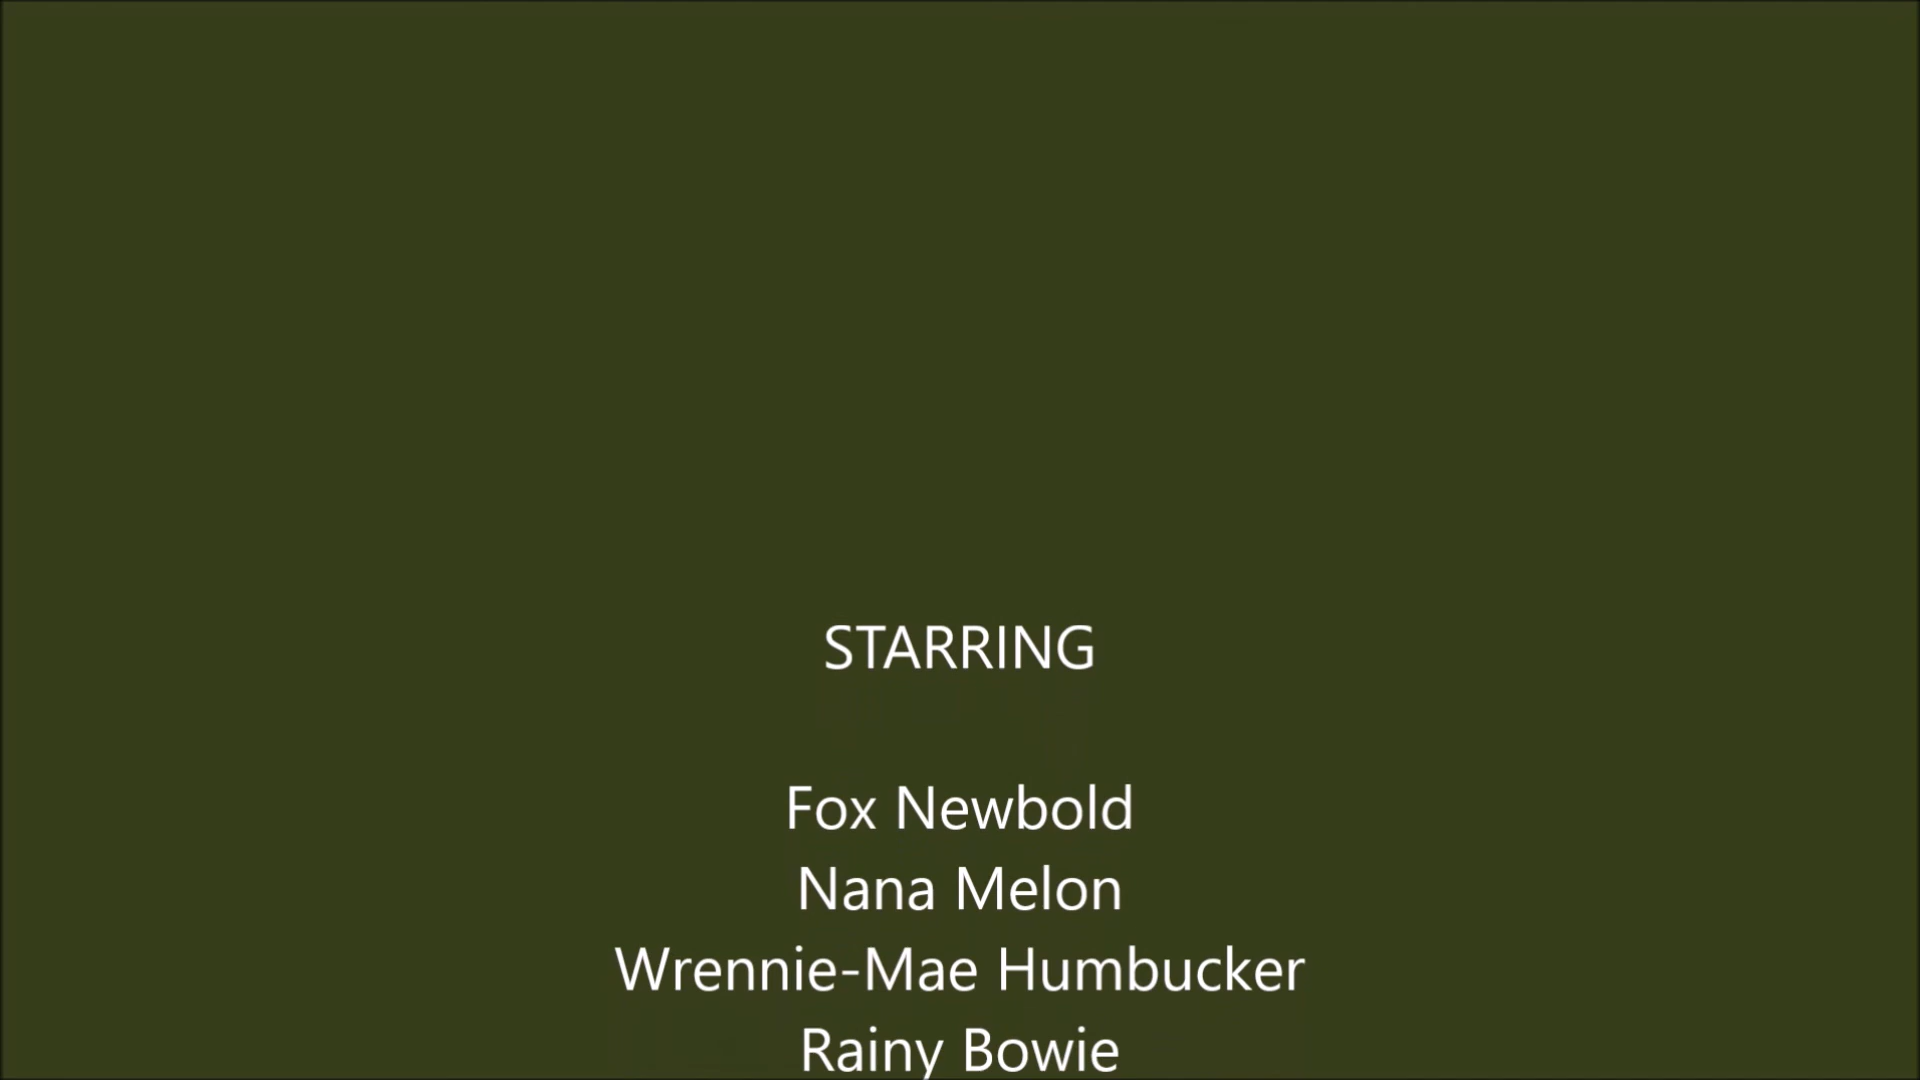 STARRING
Fox Newbold
Nana Melon
Wrennie-Mae Humbucker
Rainy Bowie